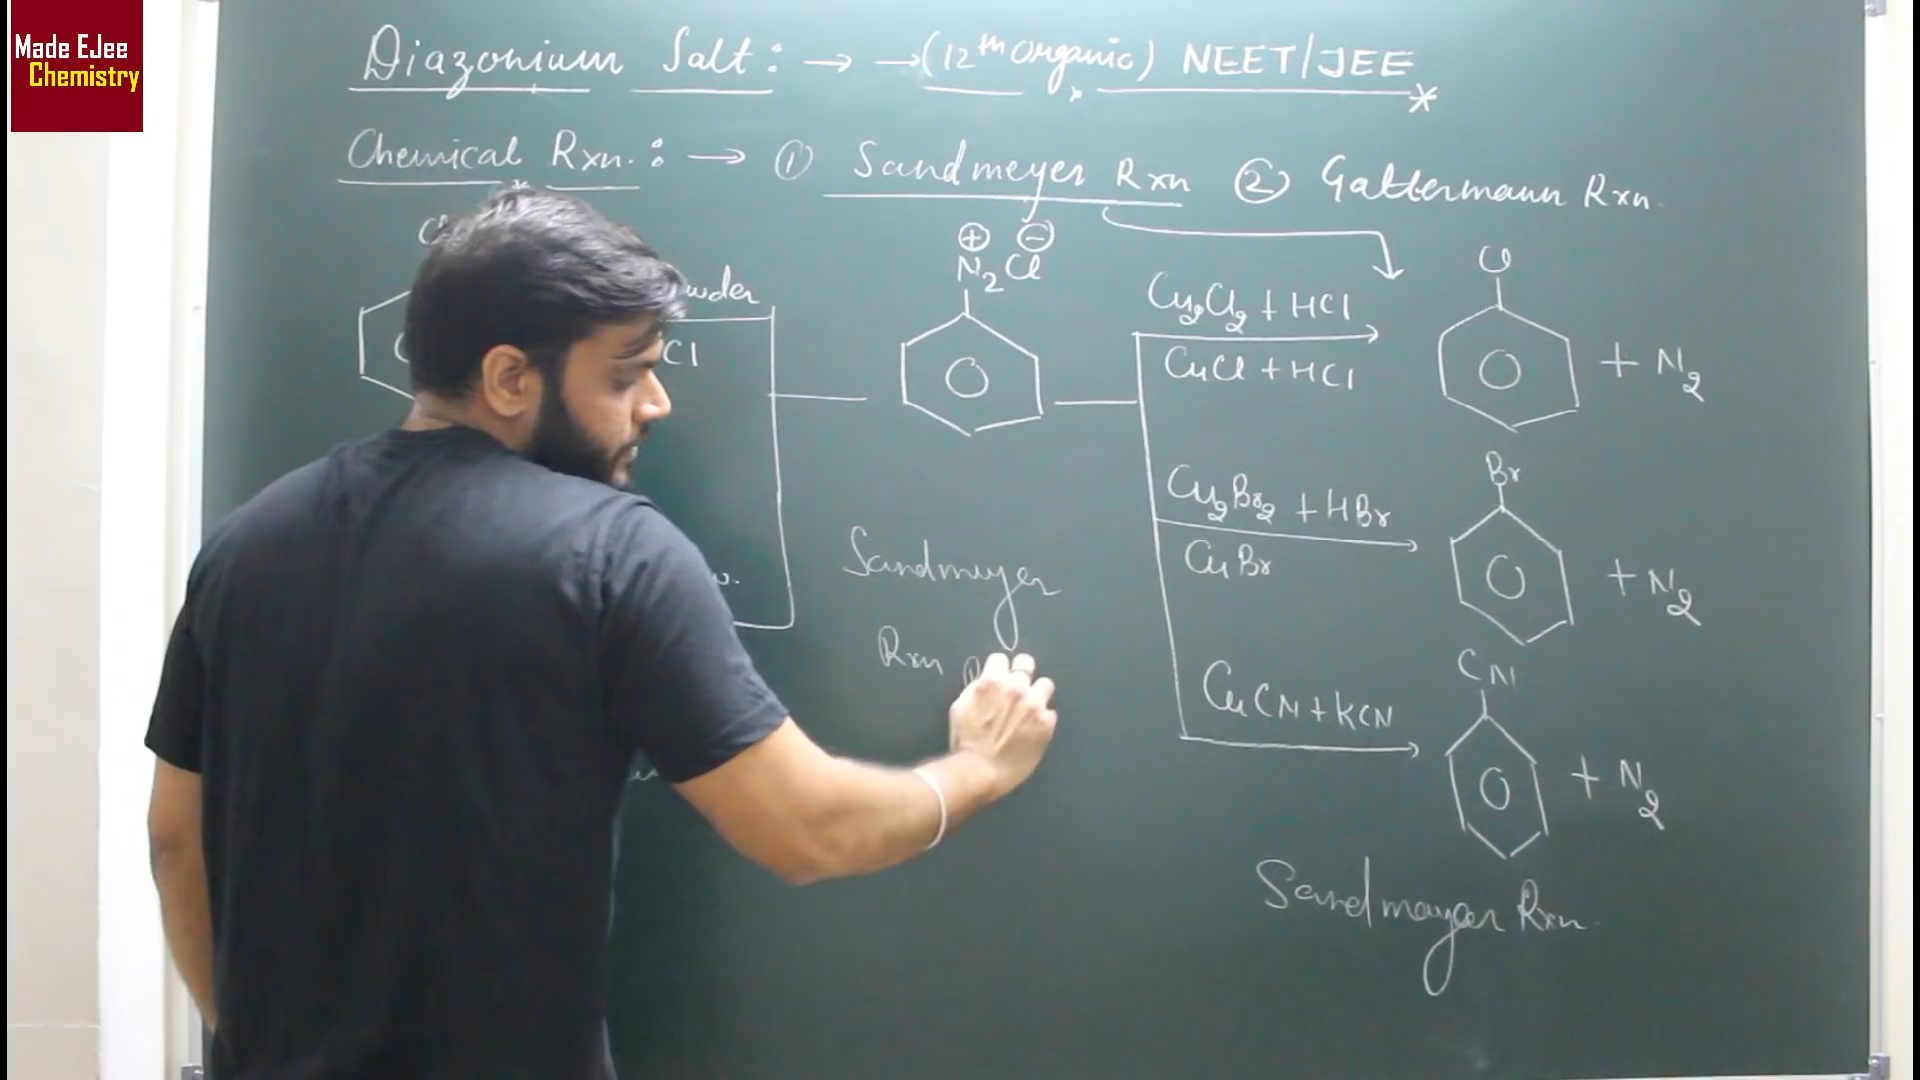 Made EJee
Chemistry
Diazonium Salt : → → (12th organic) NEET/JEE
Chemical Rxn. : → ① Sandmeyer Rxn ② Gattermann Rxn.
⊕ ⊖
N2Cl
Cl
Cu2Cl2 + HCl
CuCl + HCl
+ N2
Cu2Br2 + HBr
CuBr
Br
+ N2
CuCN + KCN
CN
+ N2
Sandmeyer
Rxn
Sandmeyer Rxn.